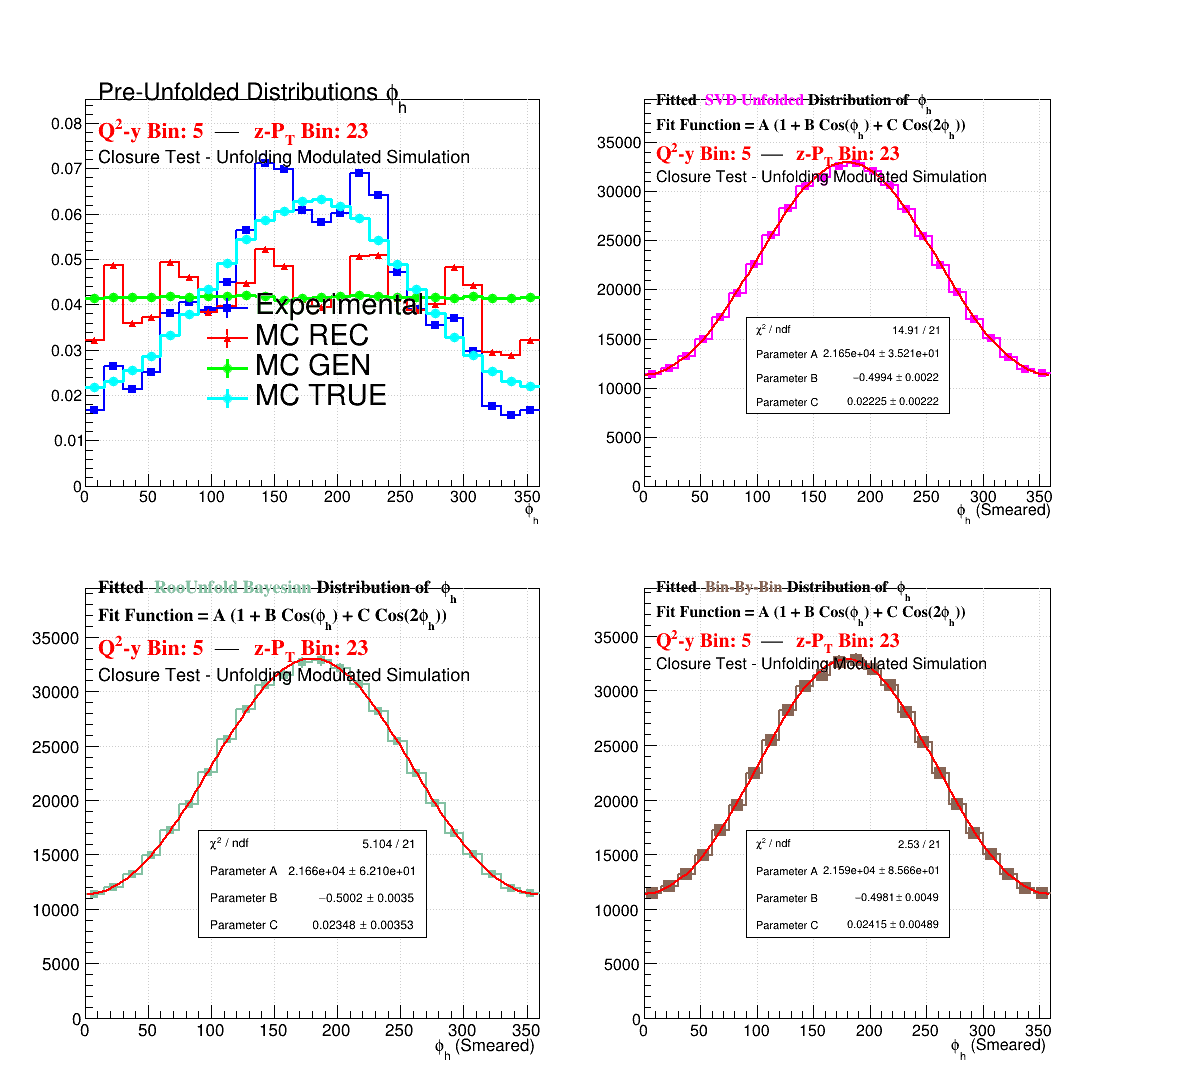 Pre-Unfolded Distributions ϕh
Q²-y Bin: 5 — z-PT Bin: 23
Closure Test - Unfolding Modulated Simulation
0.08
0.07
0.06
0.05
0.04
0.03
0.02
0.01
0
Experimental
MC REC
MC GEN
MC TRUE
0 50 100 150 200 250 300 350
ϕh
Fitted SVD Unfolded Distribution of ϕh
Fit Function = A (1 + B Cos(ϕh) + C Cos(2ϕh))
Q²-y Bin: 5 — z-PT Bin: 23
Closure Test - Unfolding Modulated Simulation
35000
30000
25000
20000
15000
10000
5000
0
χ² / ndf 14.91 / 21
Parameter A 2.165e+04 ± 3.521e+01
Parameter B −0.4994 ± 0.0022
Parameter C 0.02225 ± 0.00222
0 50 100 150 200 250 300 350
ϕh (Smeared)
Fitted RooUnfold Bayesian Distribution of ϕh
Fit Function = A (1 + B Cos(ϕh) + C Cos(2ϕh))
Q²-y Bin: 5 — z-PT Bin: 23
Closure Test - Unfolding Modulated Simulation
35000
30000
25000
20000
15000
10000
5000
0
χ² / ndf 5.104 / 21
Parameter A 2.166e+04 ± 6.210e+01
Parameter B −0.5002 ± 0.0035
Parameter C 0.02348 ± 0.00353
0 50 100 150 200 250 300 350
ϕh (Smeared)
Fitted Bin-By-Bin Distribution of ϕh
Fit Function = A (1 + B Cos(ϕh) + C Cos(2ϕh))
Q²-y Bin: 5 — z-PT Bin: 23
Closure Test - Unfolding Modulated Simulation
35000
30000
25000
20000
15000
10000
5000
0
χ² / ndf 2.53 / 21
Parameter A 2.159e+04 ± 8.566e+01
Parameter B −0.4981 ± 0.0049
Parameter C 0.02415 ± 0.00489
0 50 100 150 200 250 300 350
ϕh (Smeared)